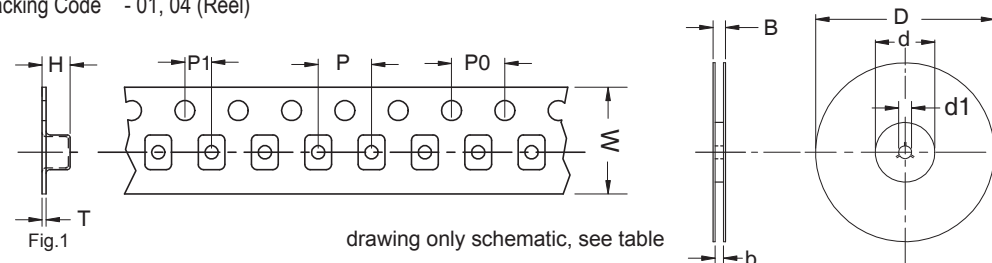 acking Code - 01, 04 (Reel)
H
P1
P
P0
W
T
Fig.1
drawing only schematic, see table
B
D
d
d1
b